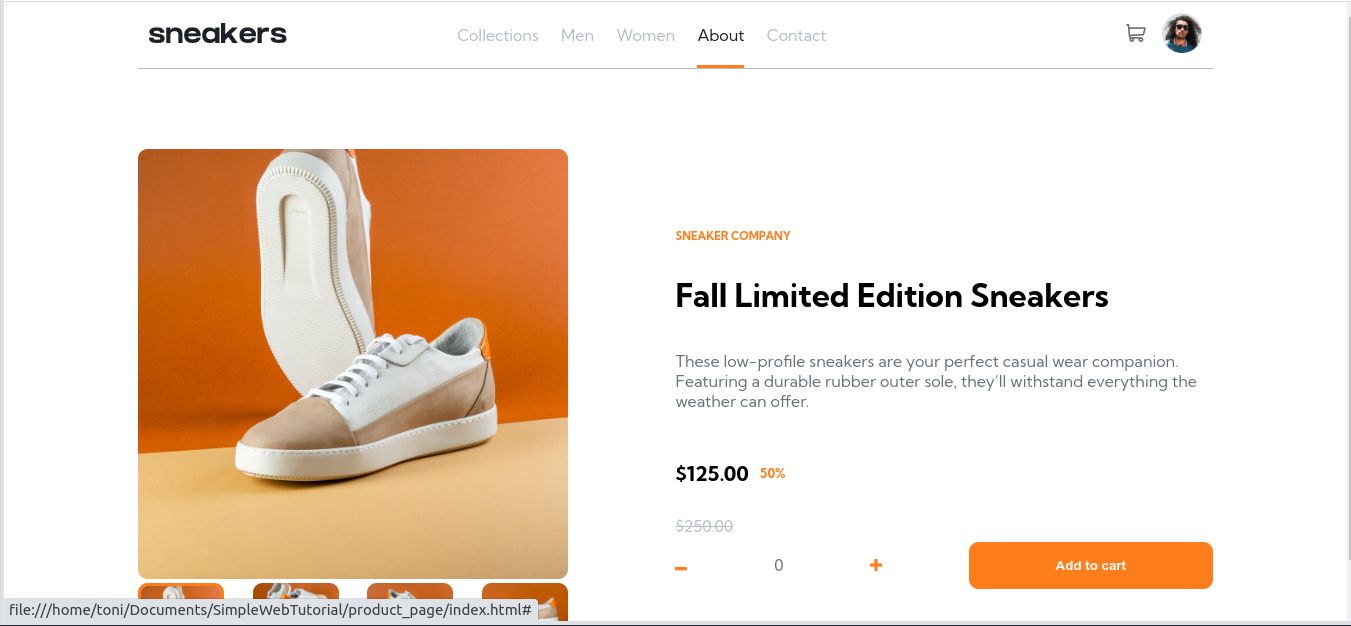 sneakers
Collections Men Women About Contact
SNEAKER COMPANY
Fall Limited Edition Sneakers
These low-profile sneakers are your perfect casual wear companion.
Featuring a durable rubber outer sole, they’ll withstand everything the
weather can offer.
$125.00 50%
$250.00
0 Add to cart
file:///home/toni/Documents/SimpleWebTutorial/product_page/index.html#